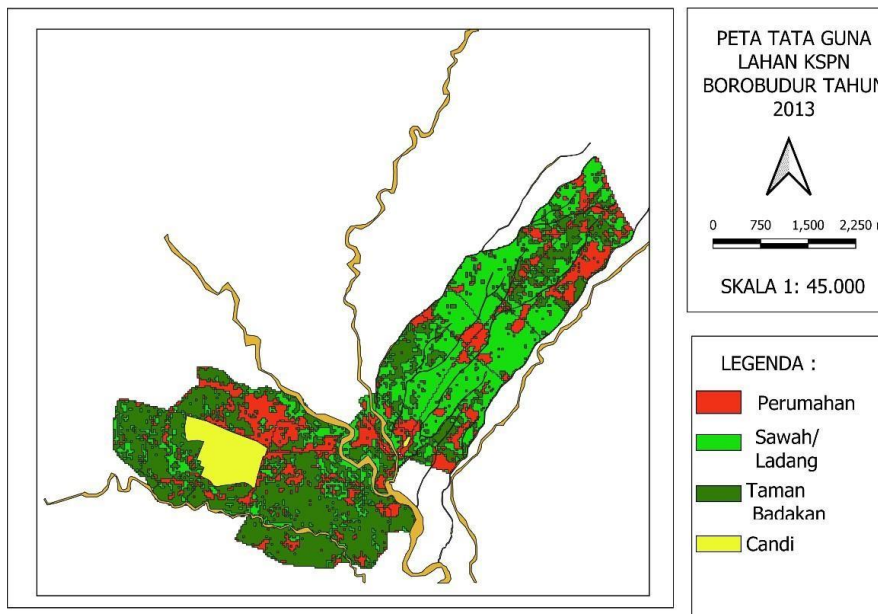 PETA TATA GUNA
LAHAN KSPN
BOROBUDUR TAHUN
2013
0 750 1,500 2,250
SKALA 1: 45.000
LEGENDA :
Perumahan
Sawah/
Ladang
Taman
Badakan
Candi